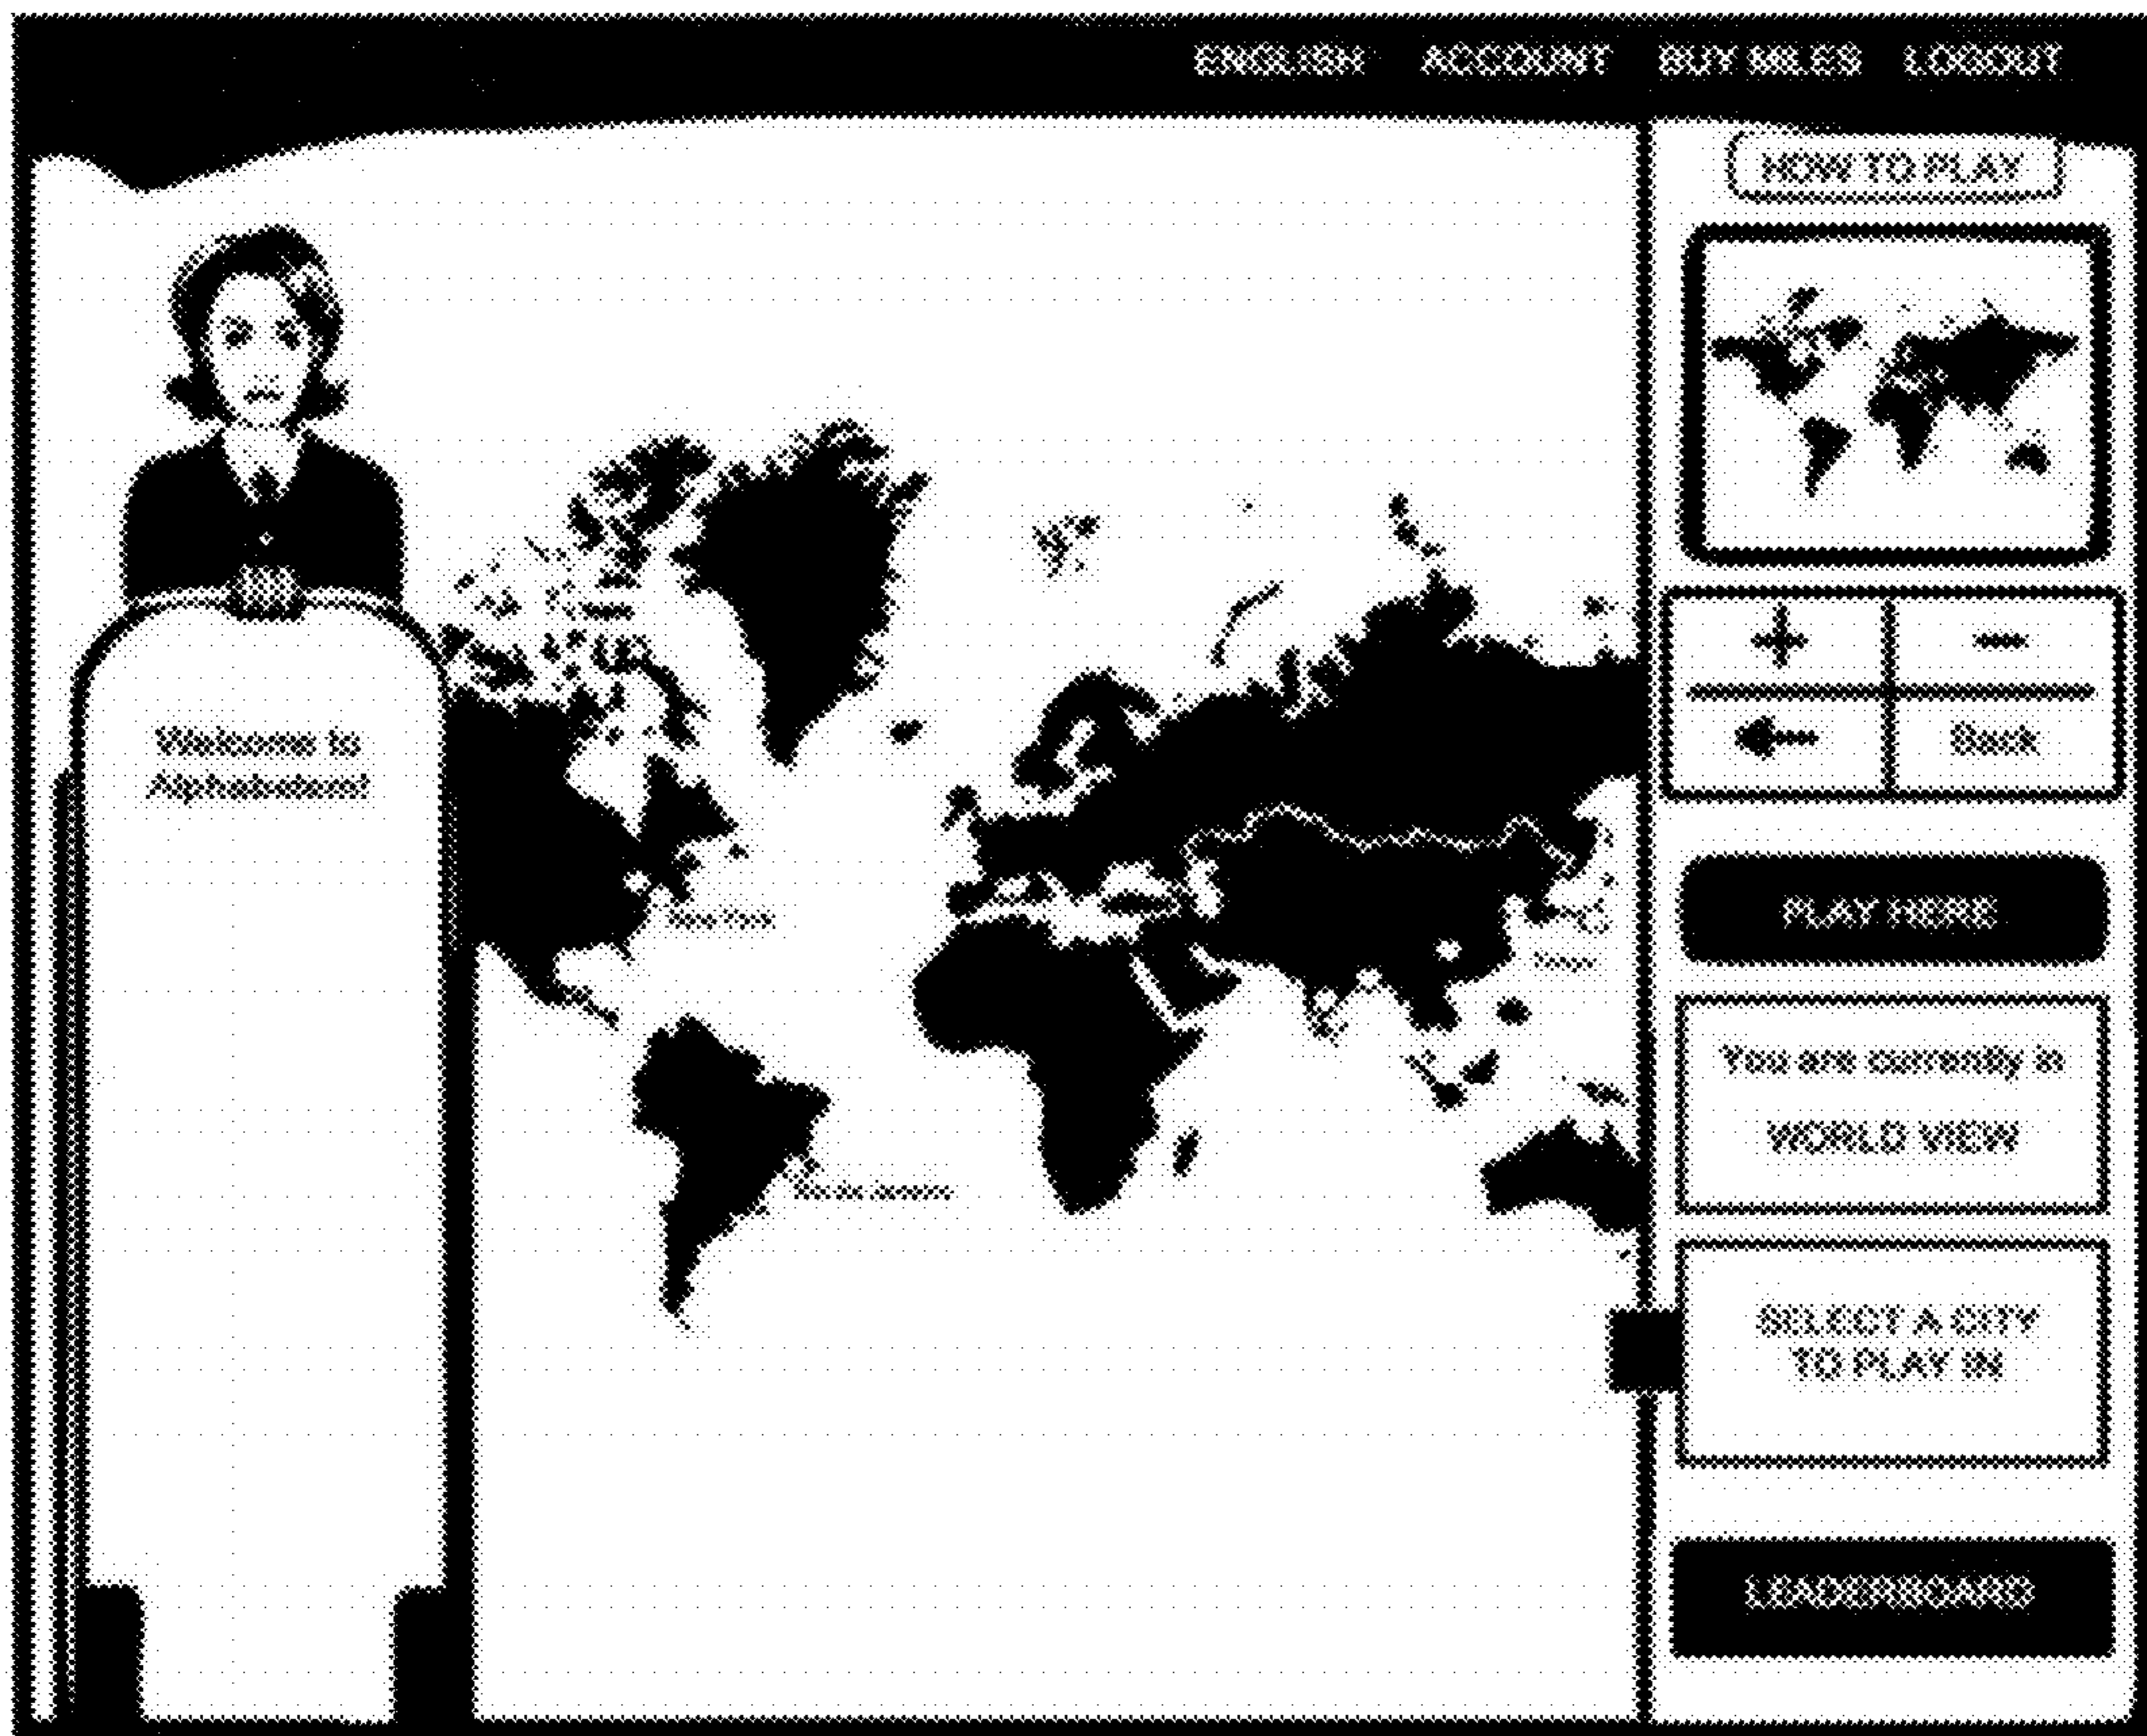 ENGLISH ACCOUNT BUY MILES LOGOUT
HOW TO PLAY
Welcome to
+ -
Back
PLAY HERE
You are currently in
WORLD VIEW
SELECT A CITY
TO PLAY IN
LEADERBOARD